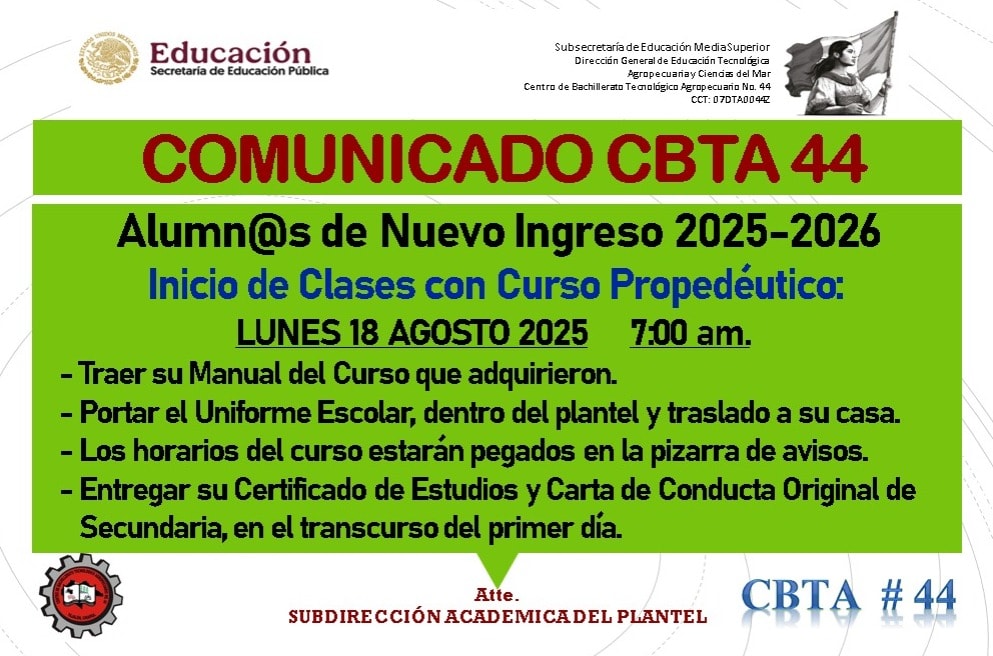 Educación
Secretaría de Educación Pública
Subsecretaría de Educación Media Superior
Dirección General de Educación Tecnológica
Agropecuaria y Ciencias del Mar
Centro de Bachillerato Tecnológico Agropecuario No. 44
CCT: 07DTA0044Z
COMUNICADO CBTA 44
Alumn@s de Nuevo Ingreso 2025-2026
Inicio de Clases con Curso Propedéutico:
LUNES 18 AGOSTO 2025 7:00 am.
- Traer su Manual del Curso que adquirieron.
- Portar el Uniforme Escolar, dentro del plantel y traslado a su casa.
- Los horarios del curso estarán pegados en la pizarra de avisos.
- Entregar su Certificado de Estudios y Carta de Conducta Original de
Secundaria, en el transcurso del primer día.
Atte.
SUBDIRECCIÓN ACADEMICA DEL PLANTEL
CBTA # 44